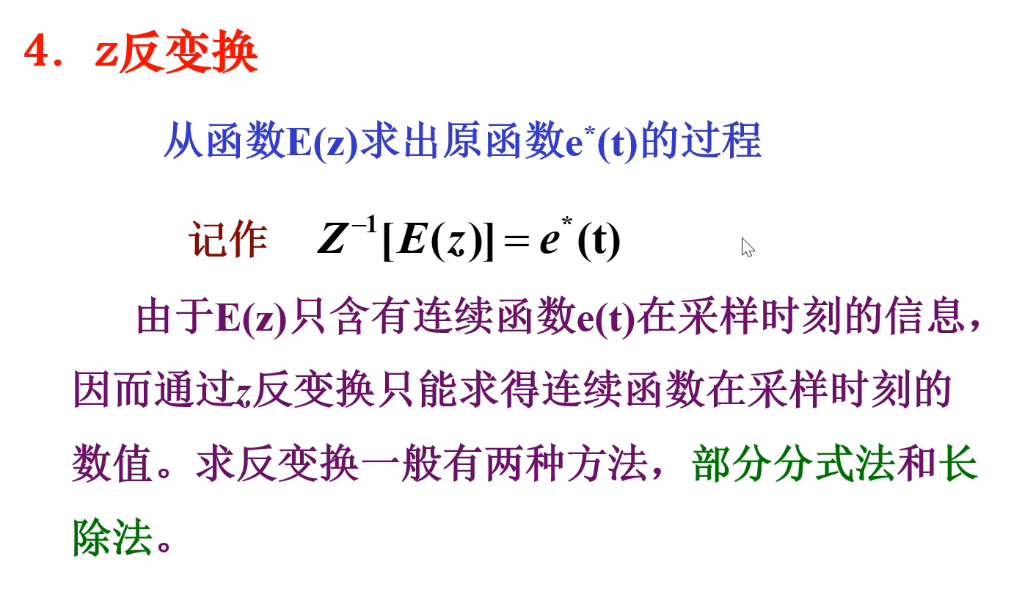 4. z反变换
从函数E(z)求出原函数e*(t)的过程
记作 Z⁻¹[E(z)] = e*(t)
由于E(z)只含有连续函数e(t)在采样时刻的信息，
因而通过z反变换只能求得连续函数在采样时刻的
数值。求反变换一般有两种方法，部分分式法和长
除法。